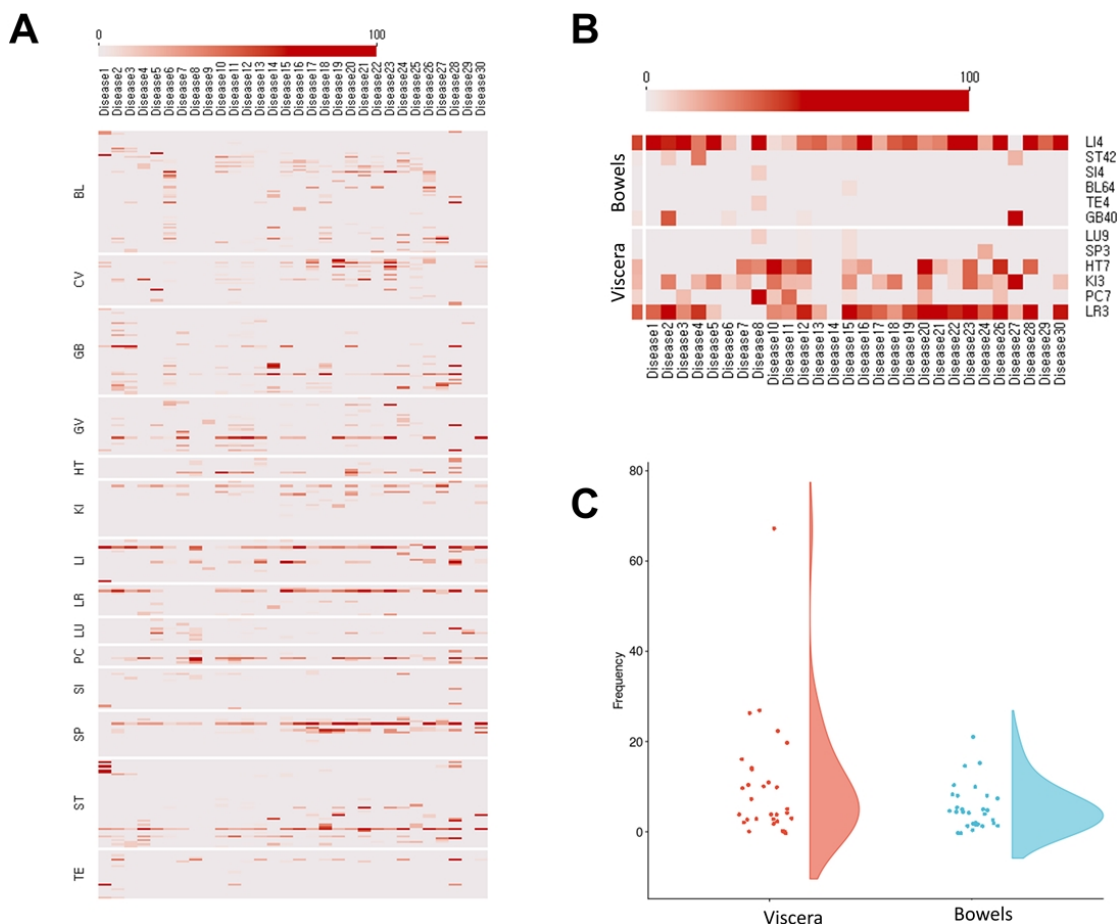 A
0 100
Disease1
Disease2
Disease3
Disease4
Disease5
Disease6
Disease7
Disease8
Disease9
Disease10
Disease11
Disease12
Disease13
Disease14
Disease15
Disease16
Disease17
Disease18
Disease19
Disease20
Disease21
Disease22
Disease23
Disease24
Disease25
Disease26
Disease27
Disease28
Disease29
Disease30
BL
CV
GB
GV
HT
KI
LI
LR
LU
PC
SI
SP
ST
TE
B
0 100
Bowels
Viscera
LI4
ST42
SI4
BL64
TE4
GB40
LU9
SP3
HT7
KI3
PC7
LR3
Disease1
Disease2
Disease3
Disease4
Disease5
Disease6
Disease7
Disease8
Disease10
Disease11
Disease12
Disease13
Disease14
Disease15
Disease16
Disease17
Disease18
Disease19
Disease20
Disease21
Disease22
Disease23
Disease24
Disease26
Disease27
Disease28
Disease29
Disease30
C
Frequency
80
60
40
20
0
Viscera
Bowels